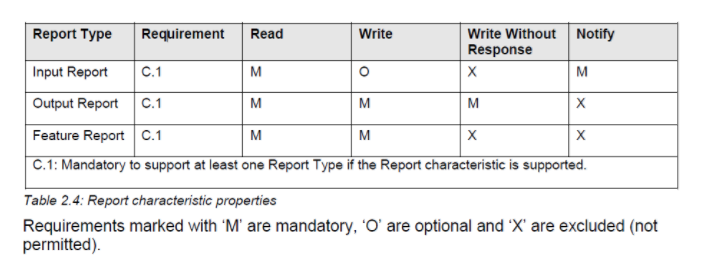 Report Type Requirement Read Write Write Without Response Notify
Input Report C.1 M O X M
Output Report C.1 M M M X
Feature Report C.1 M M X X
C.1: Mandatory to support at least one Report Type if the Report characteristic is supported.
Table 2.4: Report characteristic properties
Requirements marked with ‘M’ are mandatory, ‘O’ are optional and ‘X’ are excluded (not
permitted).